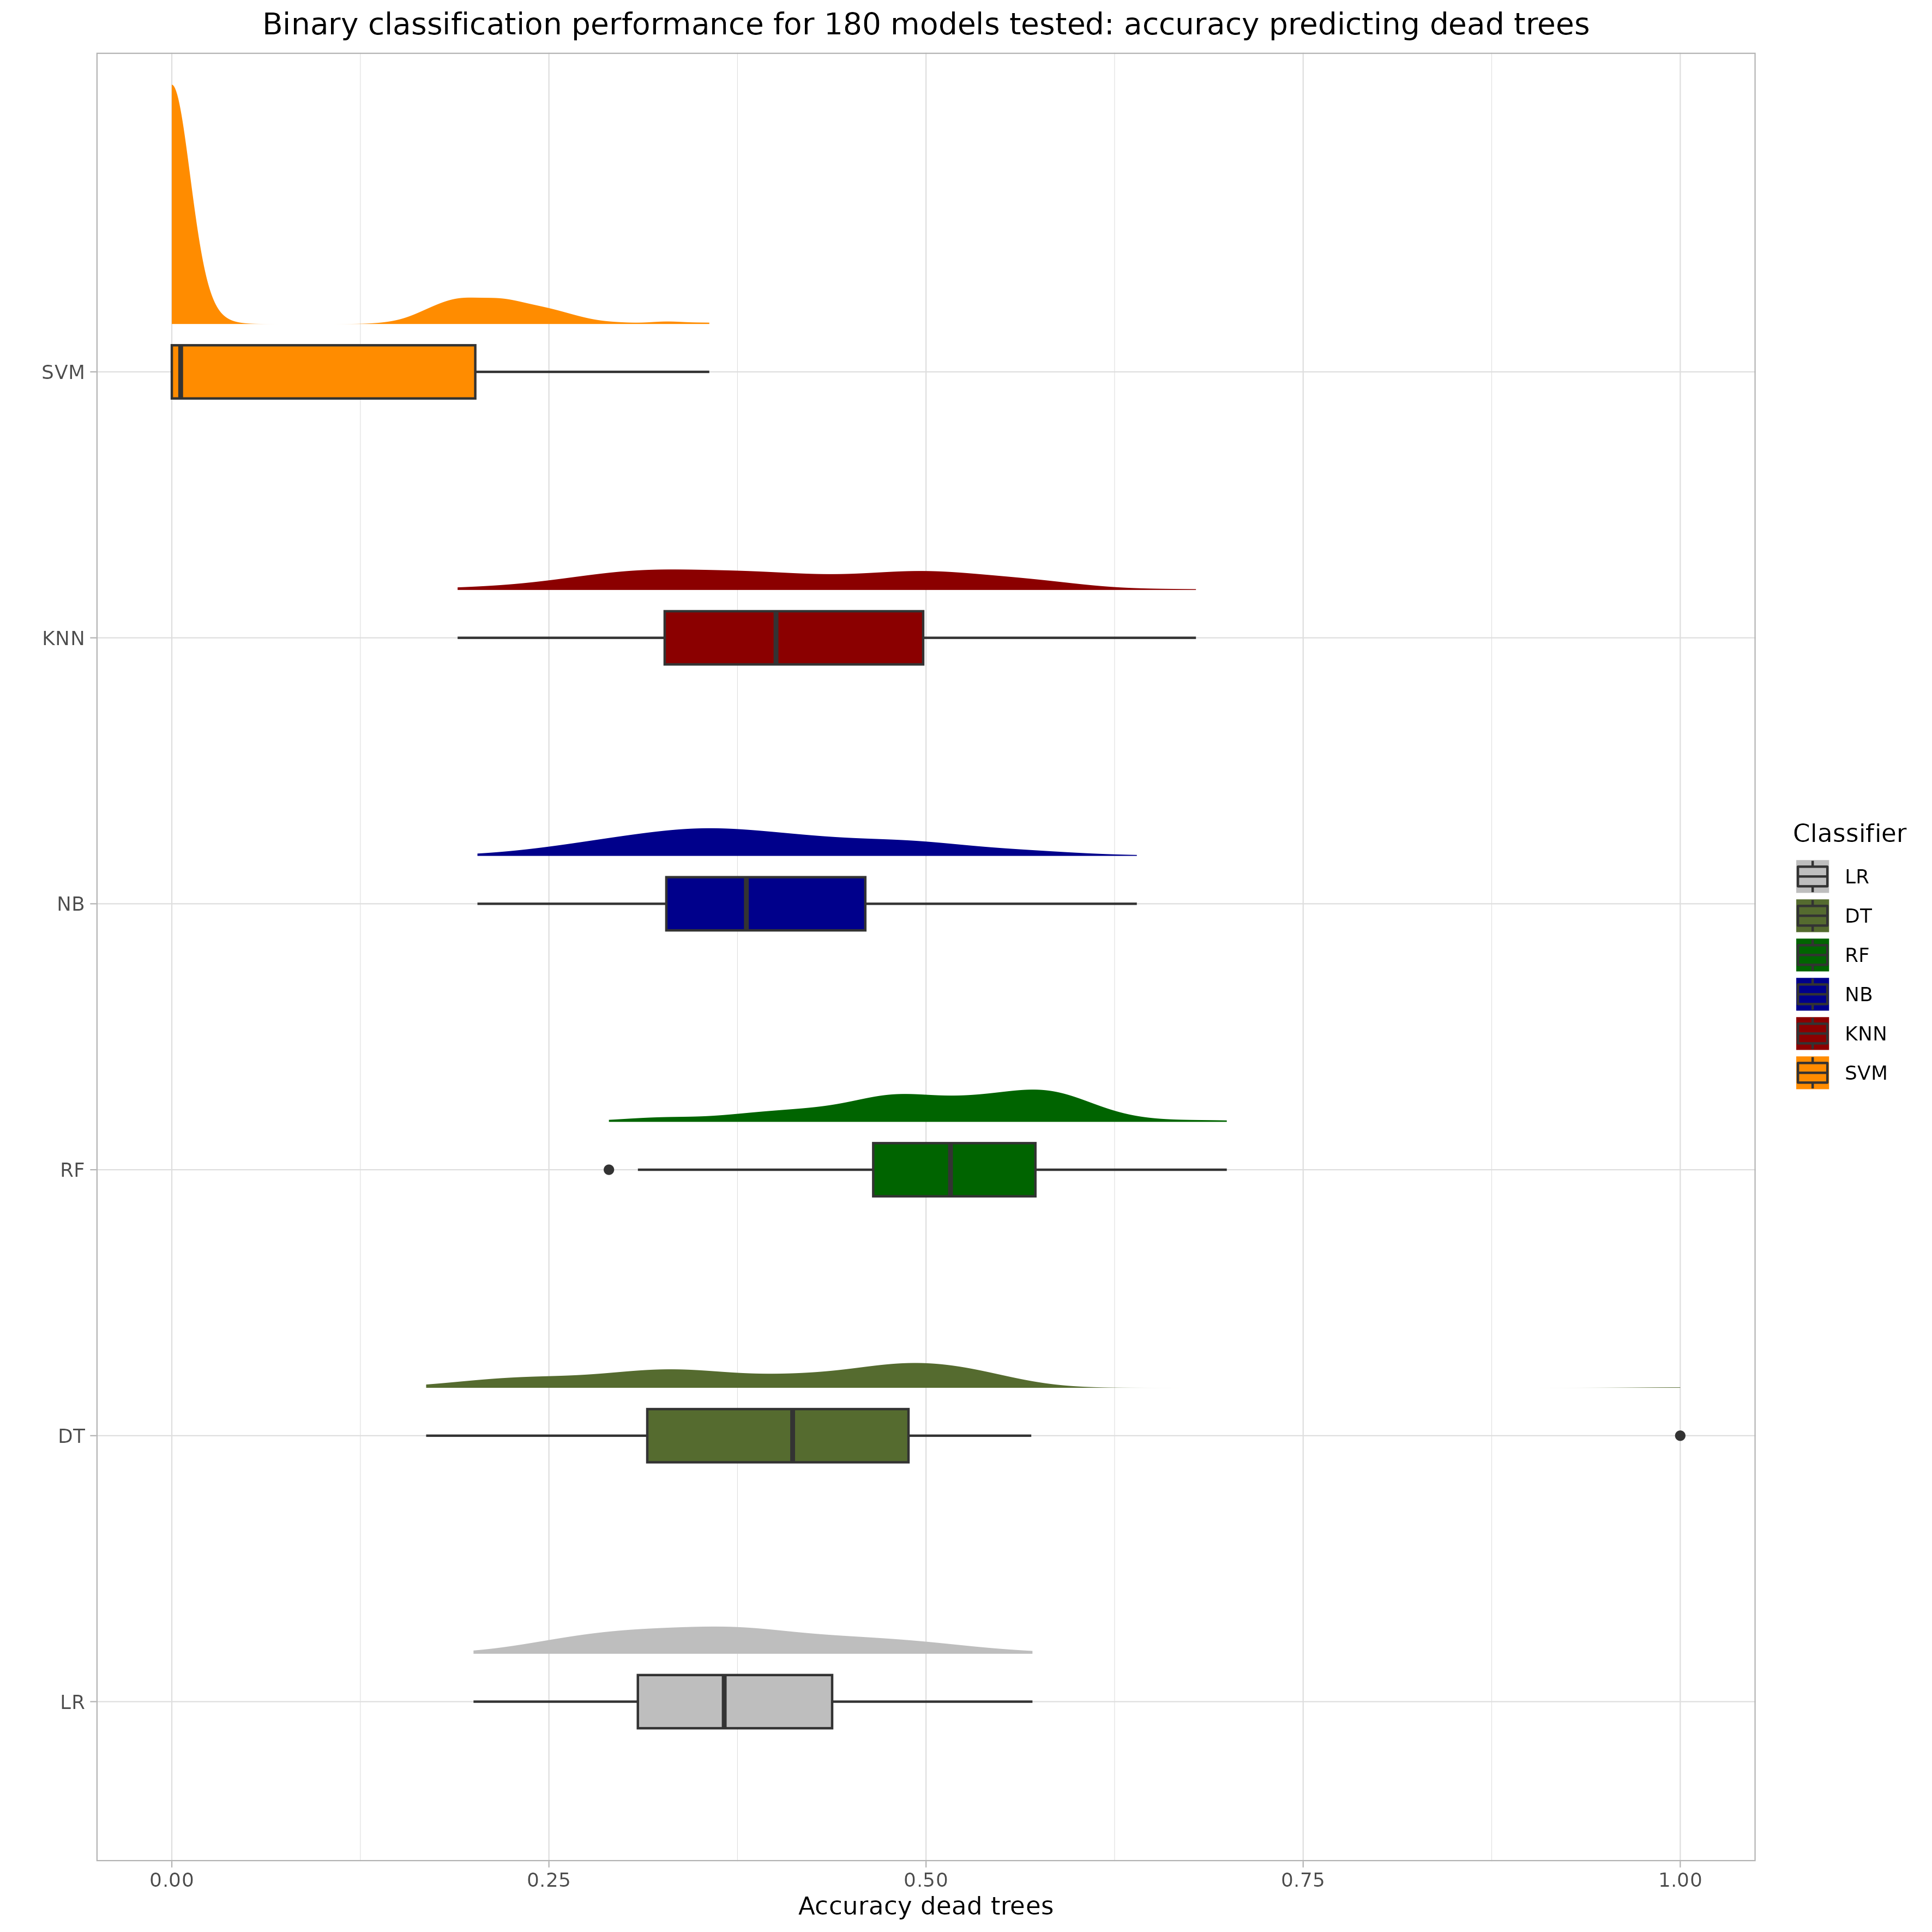 Binary classification performance for 180 models tested: accuracy predicting dead trees
SVM
KNN
NB
RF
DT
LR
0.00 0.25 0.50 0.75 1.00
Accuracy dead trees
Classifier
LR
DT
RF
NB
KNN
SVM